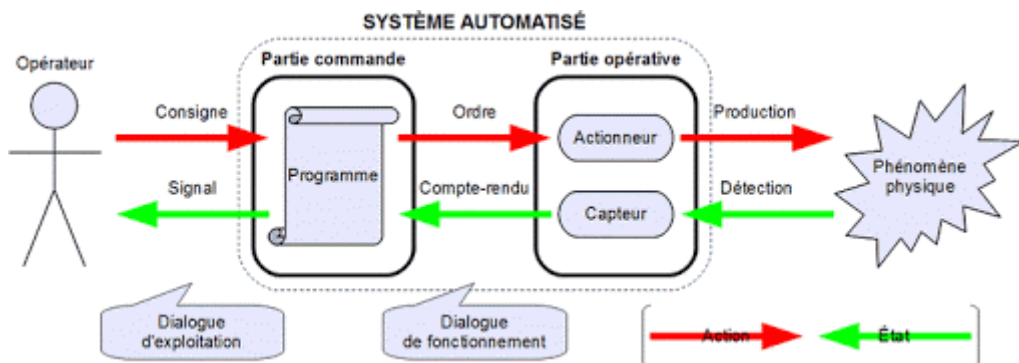 SYSTÈME AUTOMATISÉ
Opérateur
Partie commande
Partie opérative
Consigne
Ordre
Production
Actionneur
Programme
Phénomène
physique
Signal
Compte-rendu
Détection
Capteur
Dialogue
d'exploitation
Dialogue
de fonctionnement
Action
État